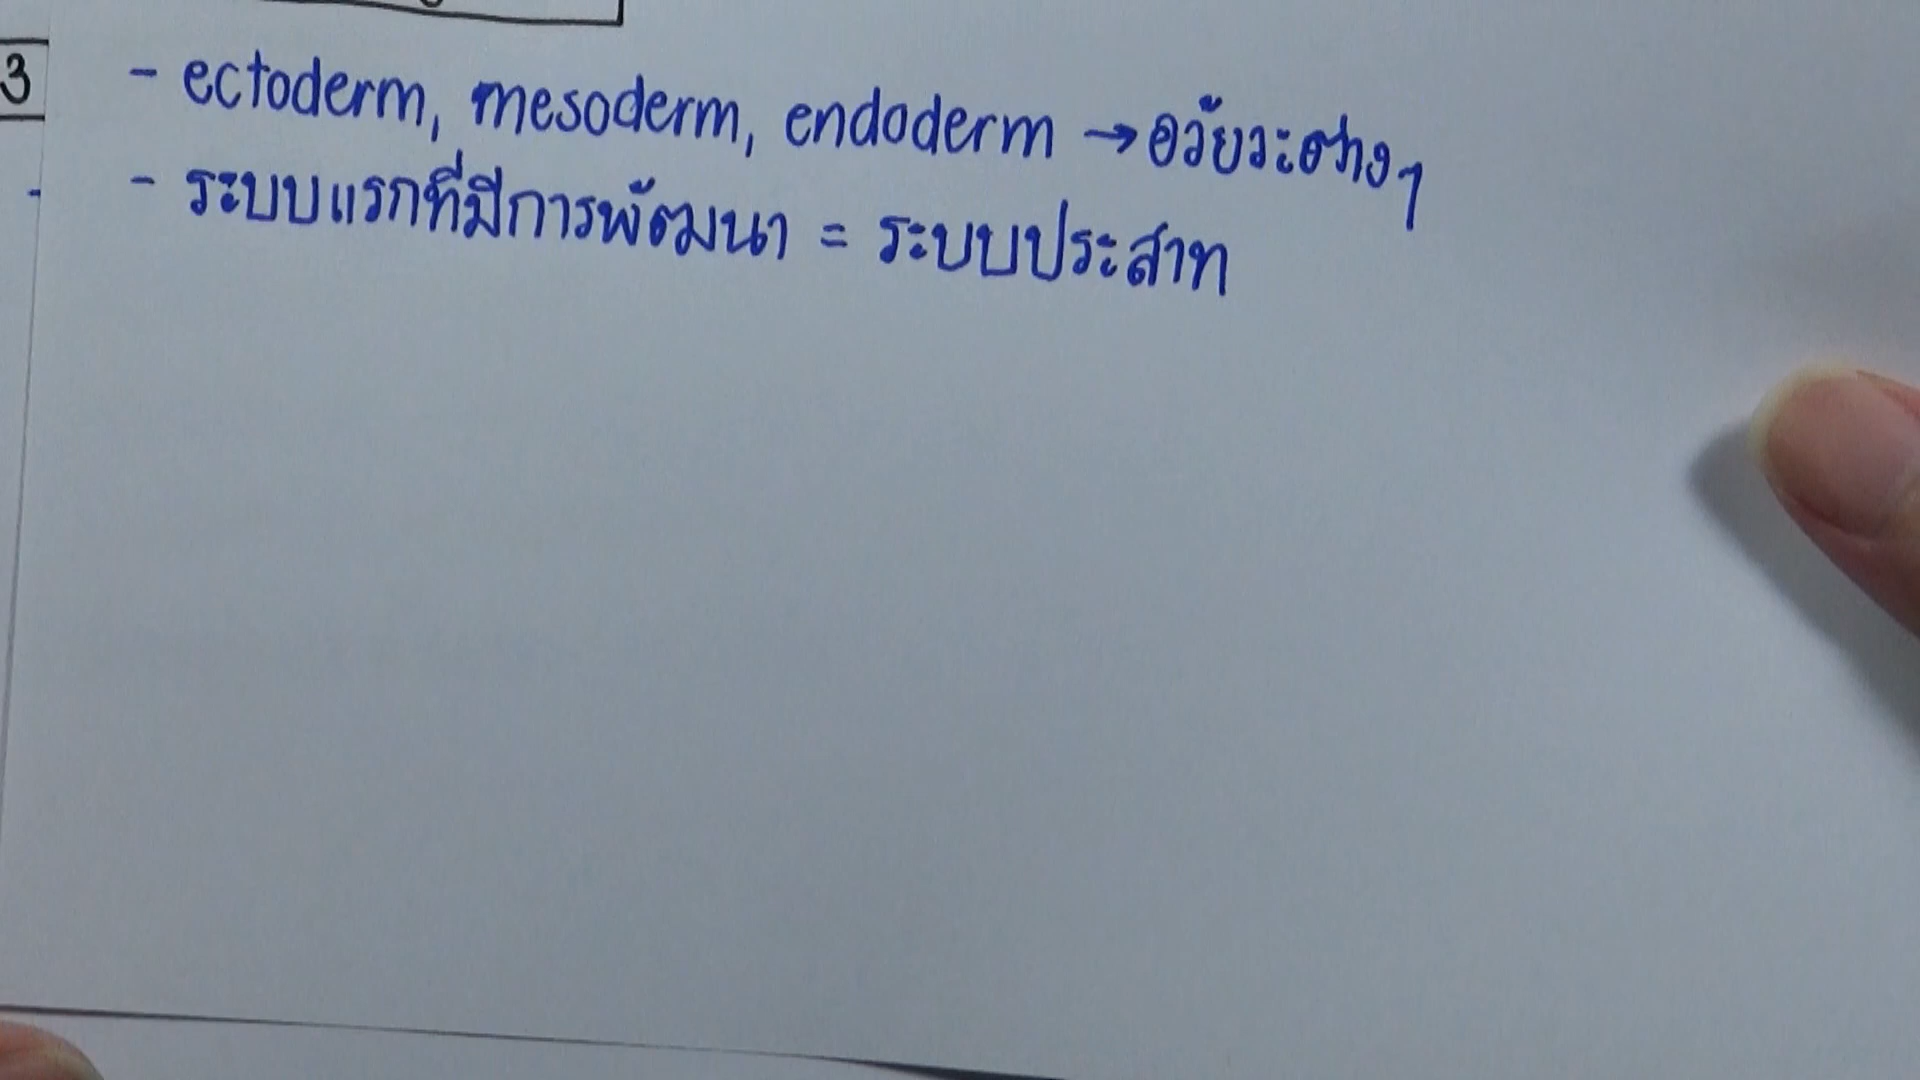 3
- ectoderm, mesoderm, endoderm → อวัยวะต่างๆ
- ระบบแรกที่มีการพัฒนา = ระบบประสาท